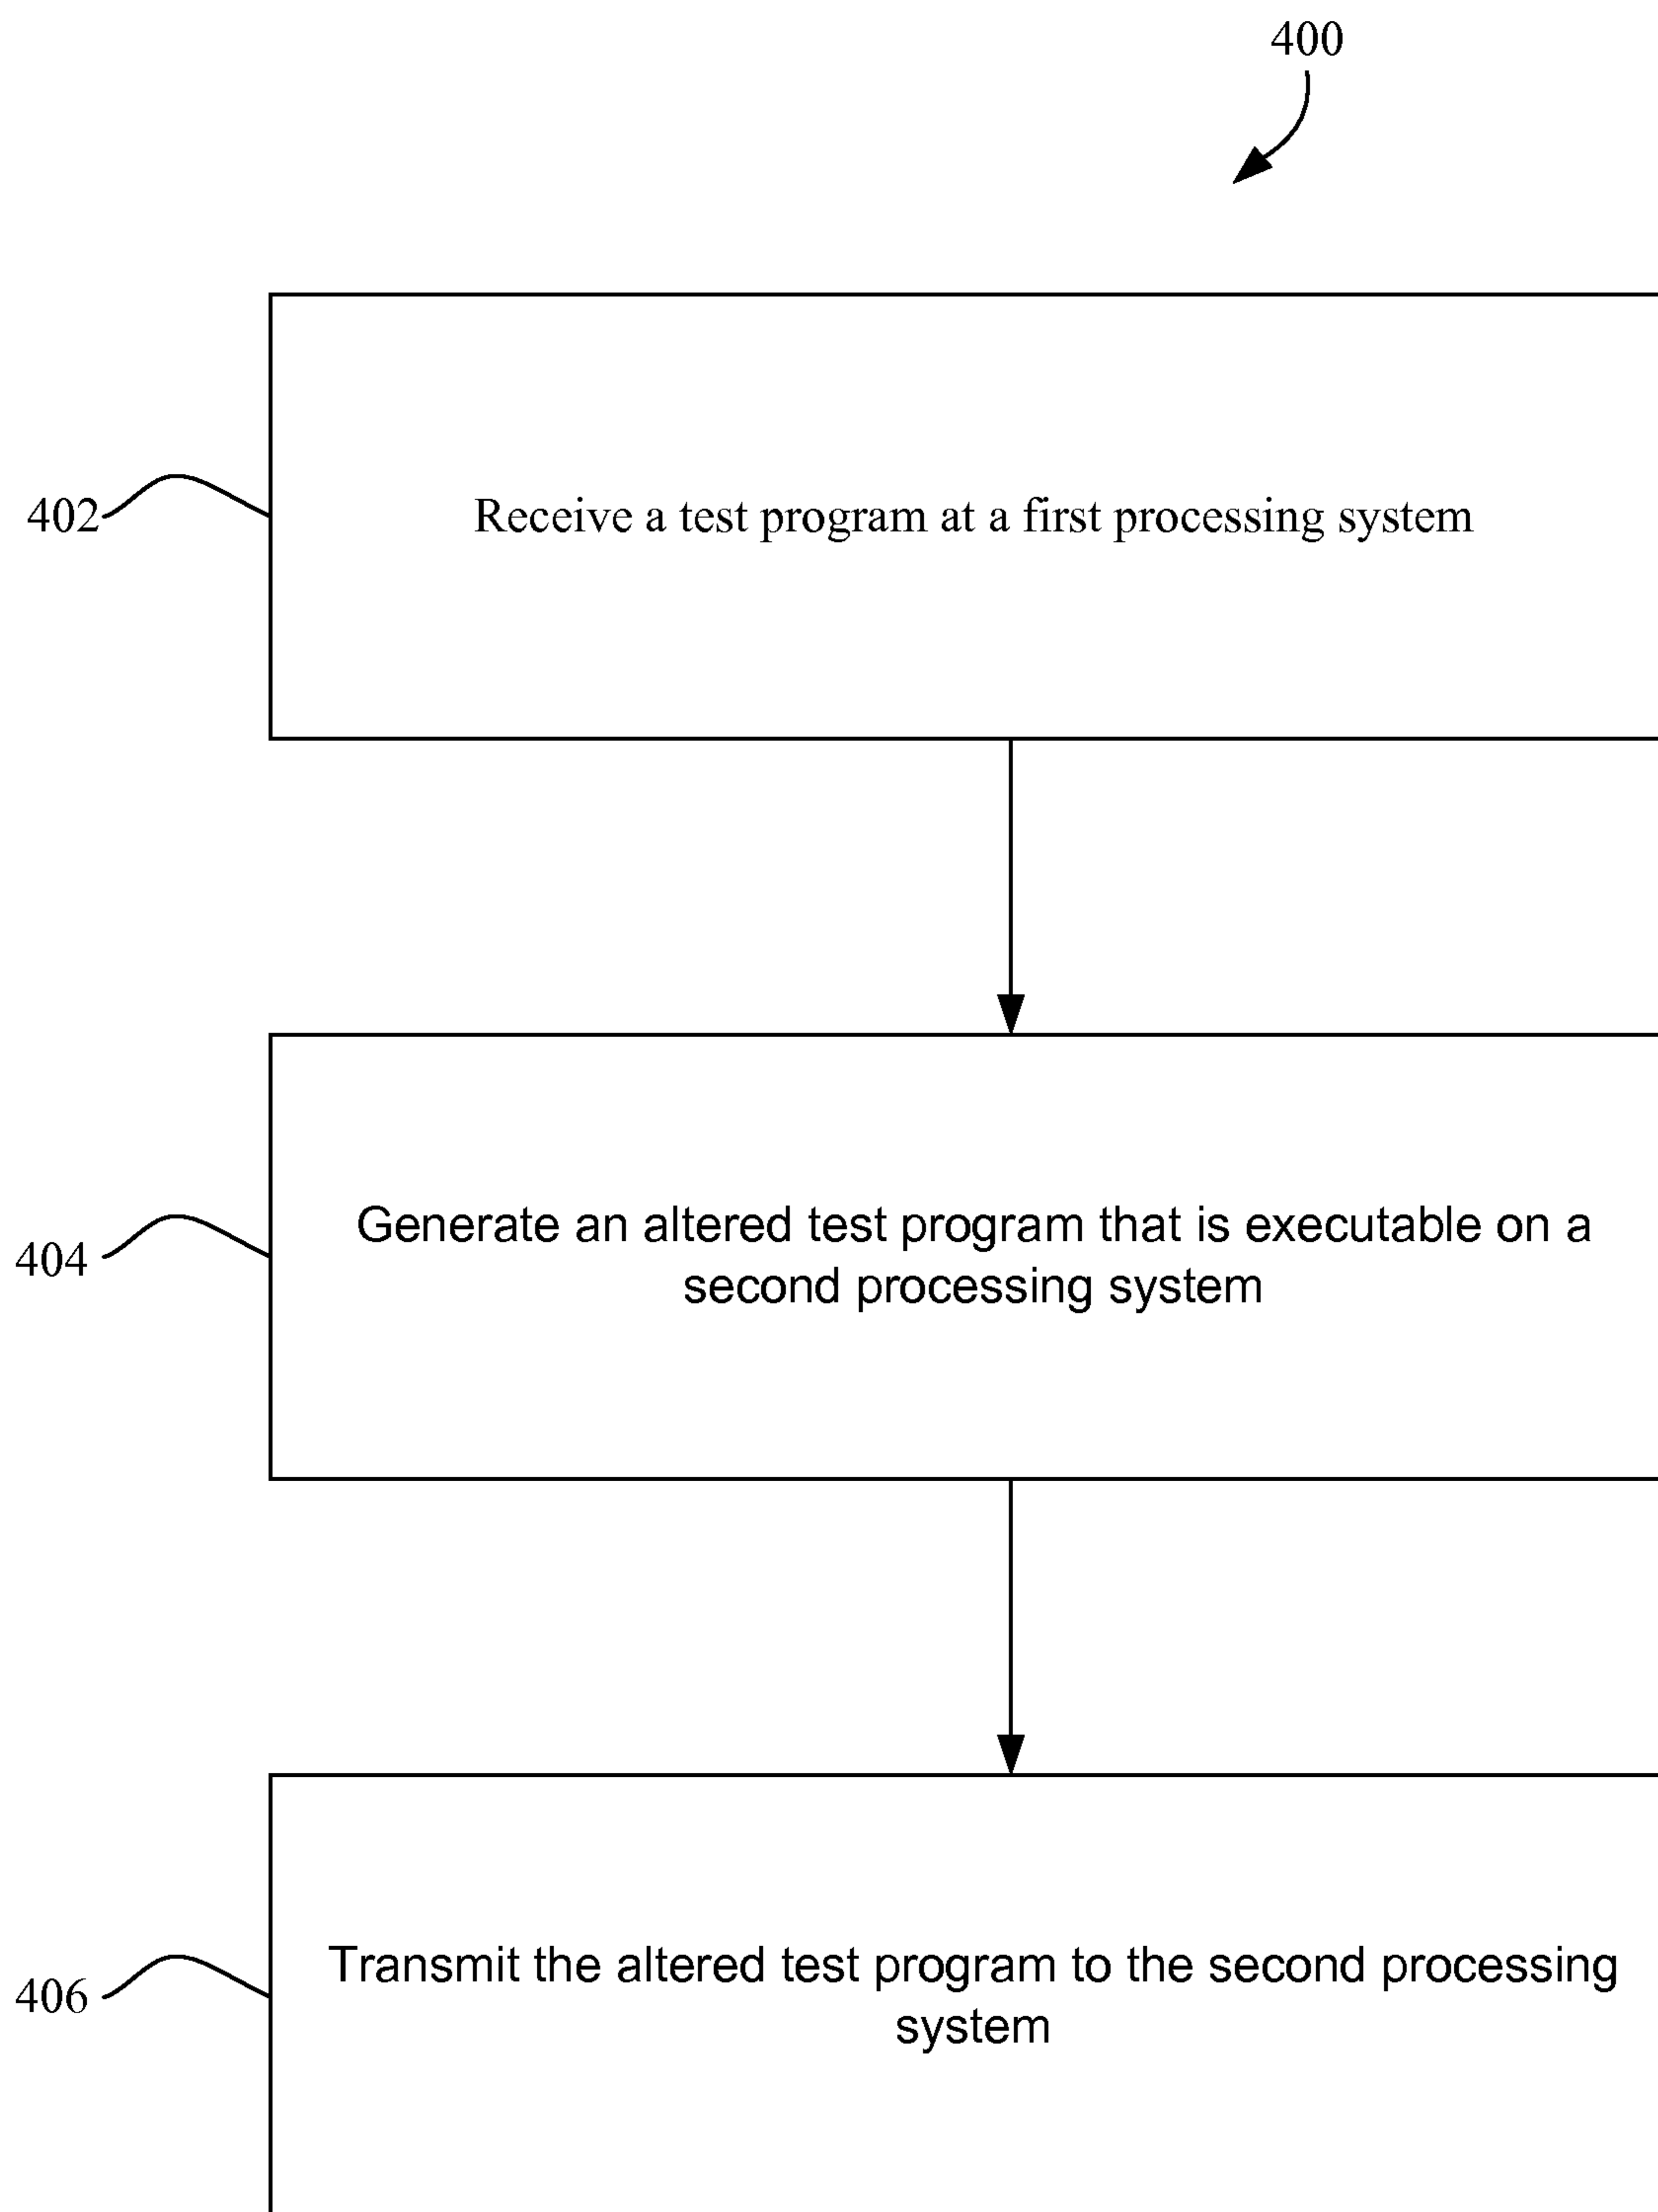 400
402
Receive a test program at a first processing system
404
Generate an altered test program that is executable on a
second processing system
406
Transmit the altered test program to the second processing
system